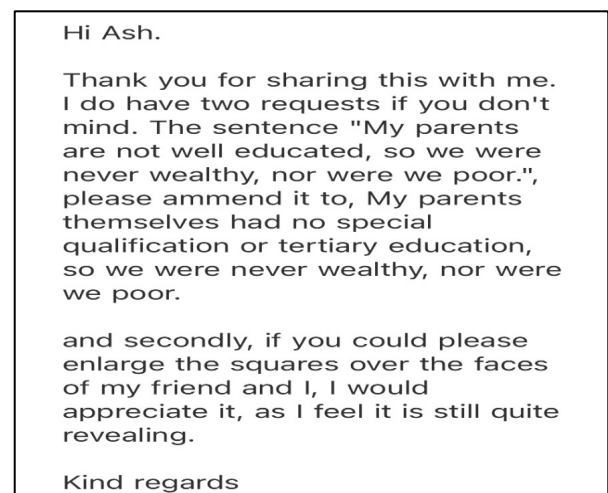 Hi Ash.
Thank you for sharing this with me.
I do have two requests if you don't
mind. The sentence "My parents
are not well educated, so we were
never wealthy, nor were we poor.",
please ammend it to, My parents
themselves had no special
qualification or tertiary education,
so we were never wealthy, nor were
we poor.
and secondly, if you could please
enlarge the squares over the faces
of my friend and I, I would
appreciate it, as I feel it is still quite
revealing.
Kind regards